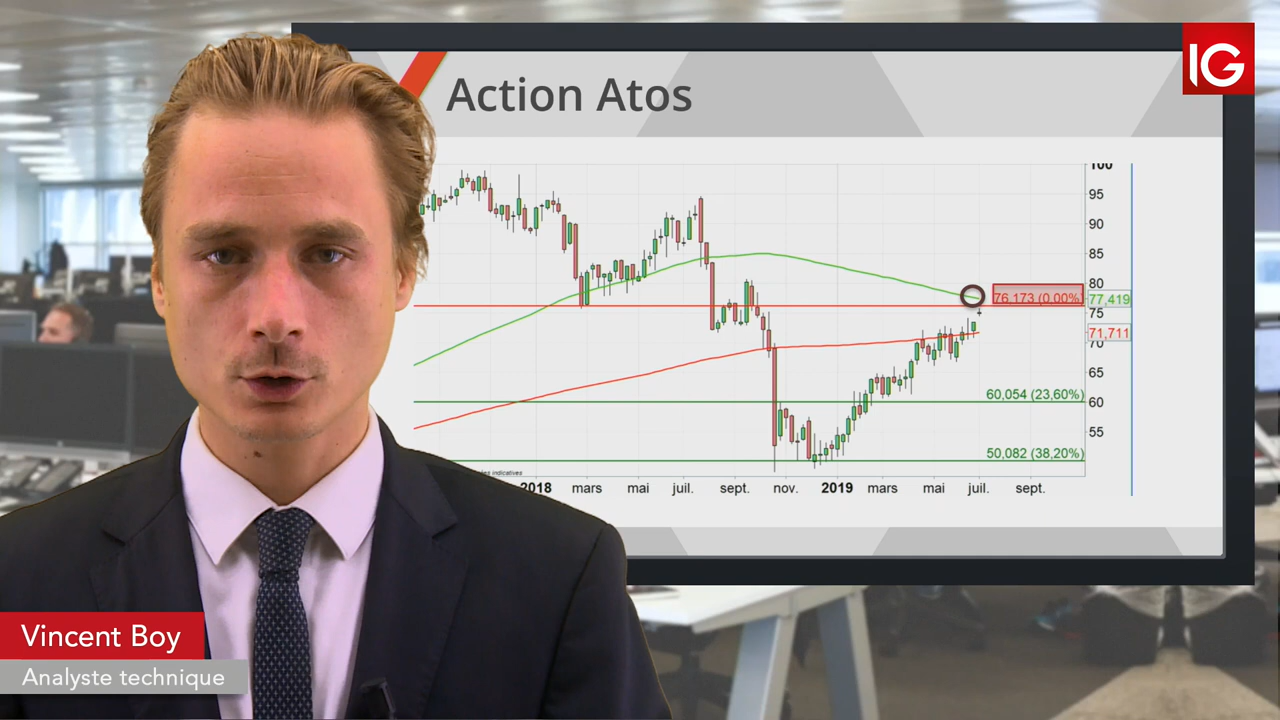 IG
Action Atos
100
95
90
85
80
76,173 (0.00%)
77,419
75
71,711
70
65
60,054 (23,60%)
60
55
50,082 (38,20%)
indicatives
2018 mars mai juil. sept. nov. 2019 mars mai juil. sept.
Vincent Boy
Analyste technique